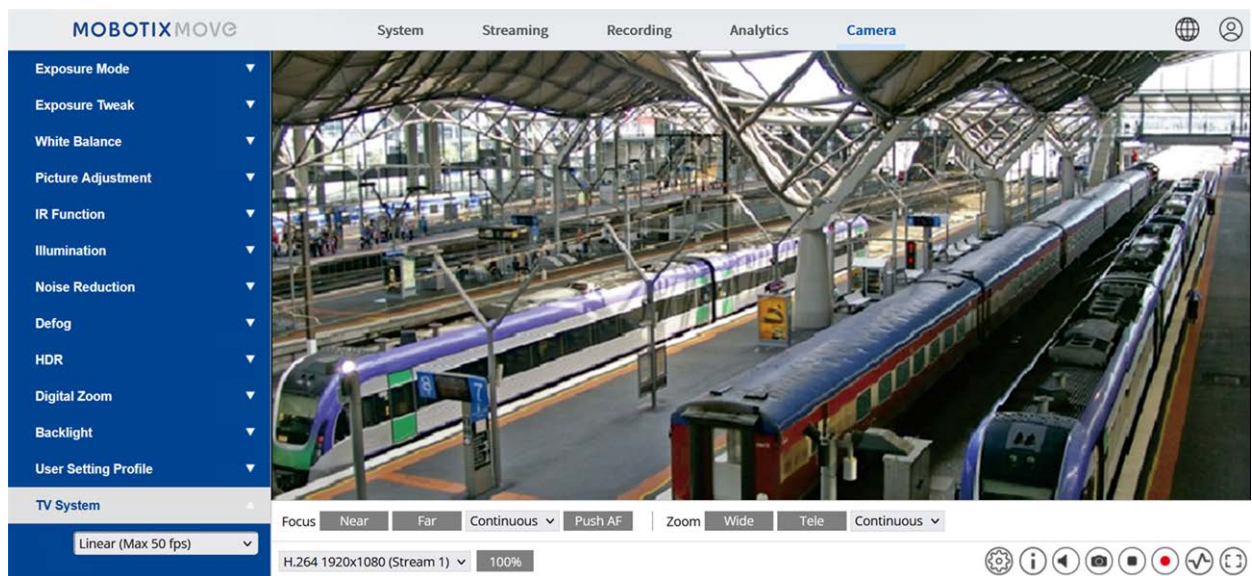 MOBOTIX MOVE
System Streaming Recording Analytics Camera
Exposure Mode
Exposure Tweak
White Balance
Picture Adjustment
IR Function
Illumination
Noise Reduction
Defog
HDR
Digital Zoom
Backlight
User Setting Profile
TV System
Linear (Max 50 fps)
8
7
Focus Near Far Continuous Push AF Zoom Wide Tele Continuous
H.264 1920x1080 (Stream 1) 100%